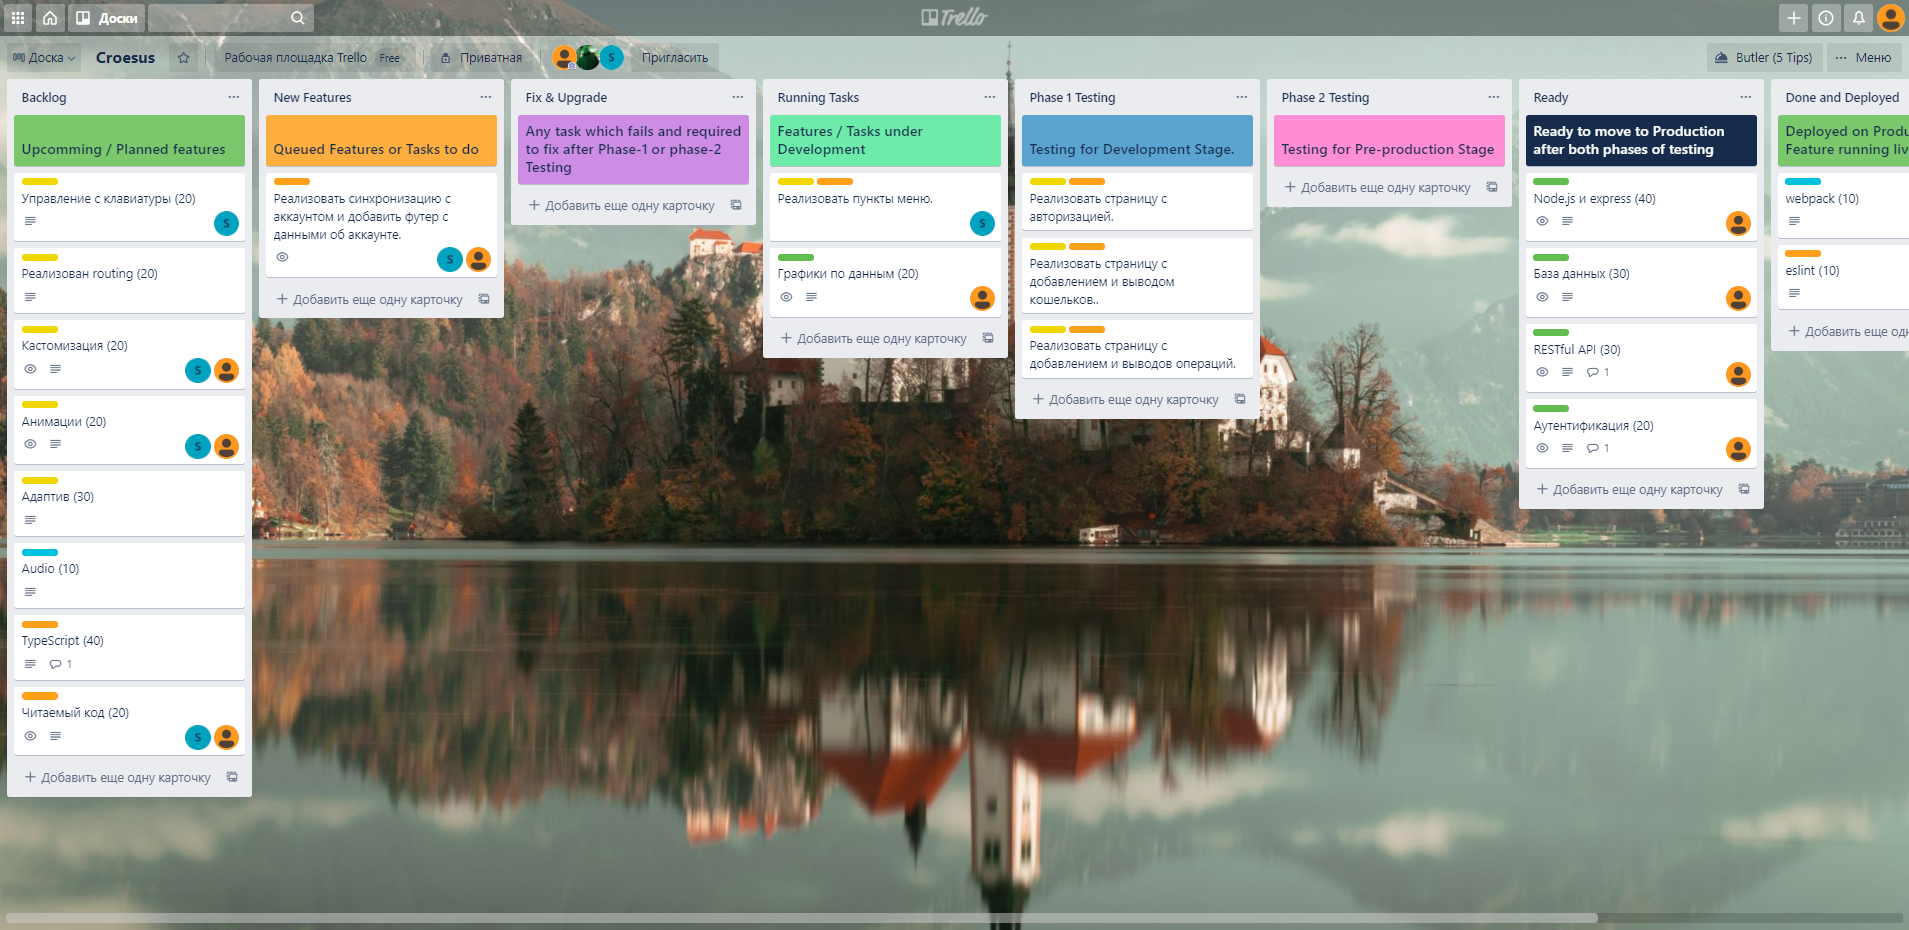 Доски
Trello
Доска
Croesus
Рабочая площадка Trello Free
Приватная
S
Пригласить
Butler (5 Tips)
Меню
Backlog
Upcomming / Planned features
Управление с клавиатуры (20)
S
Реализован routing (20)
Кастомизация (20)
S
Анимации (20)
S
Адаптив (30)
Audio (10)
TypeScript (40)
1
Читаемый код (20)
S
Добавить еще одну карточку
New Features
Queued Features or Tasks to do
Реализовать синхронизацию с
аккаунтом и добавить футер с
данными об аккаунте.
S
Добавить еще одну карточку
Fix & Upgrade
Any task which fails and required
to fix after Phase-1 or phase-2
Testing
Добавить еще одну карточку
Running Tasks
Features / Tasks under
Development
Реализовать пункты меню.
S
Графики по данным (20)
Добавить еще одну карточку
Phase 1 Testing
Testing for Development Stage.
Реализовать страницу с
авторизацией.
Реализовать страницу с
добавлением и выводом
кошельков..
Реализовать страницу с
добавлением и выводов операций.
Добавить еще одну карточку
Phase 2 Testing
Testing for Pre-production Stage
Добавить еще одну карточку
Ready
Ready to move to Production
after both phases of testing
Node.js и express (40)
База данных (30)
RESTful API (30)
1
Аутентификация (20)
1
Добавить еще одну карточку
Done and Deployed
Deployed on Produ
Feature running liv
webpack (10)
eslint (10)
Добавить еще одн